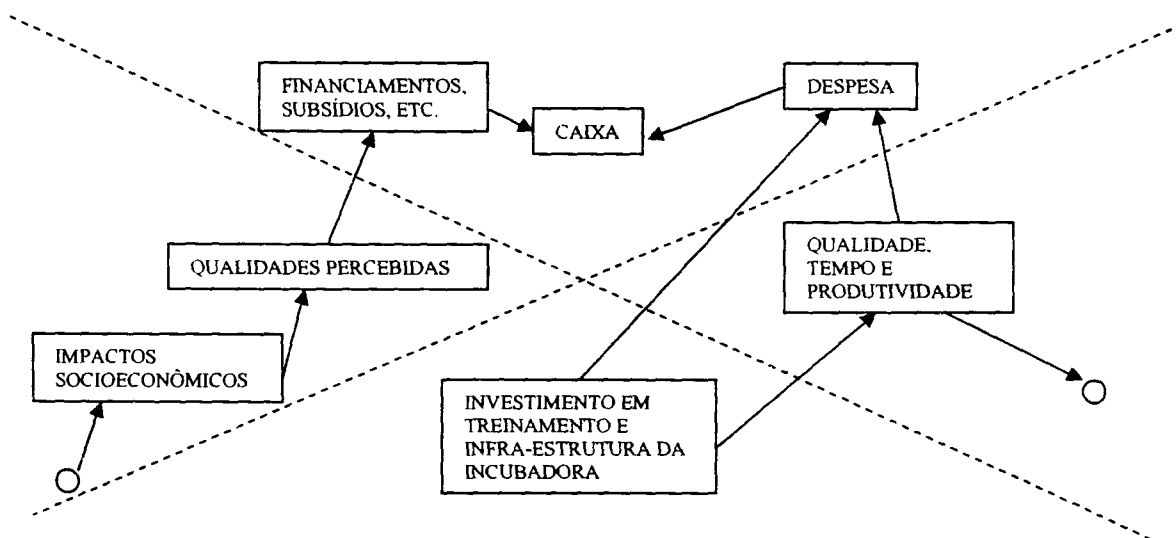 FINANCIAMENTOS,
SUBSÍDIOS, ETC.
CAIXA
DESPESA
QUALIDADES PERCEBIDAS
QUALIDADE,
TEMPO E
PRODUTIVIDADE
IMPACTOS
SOCIOECONÔMICOS
INVESTIMENTO EM
TREINAMENTO E
INFRA-ESTRUTURA DA
INCUBADORA